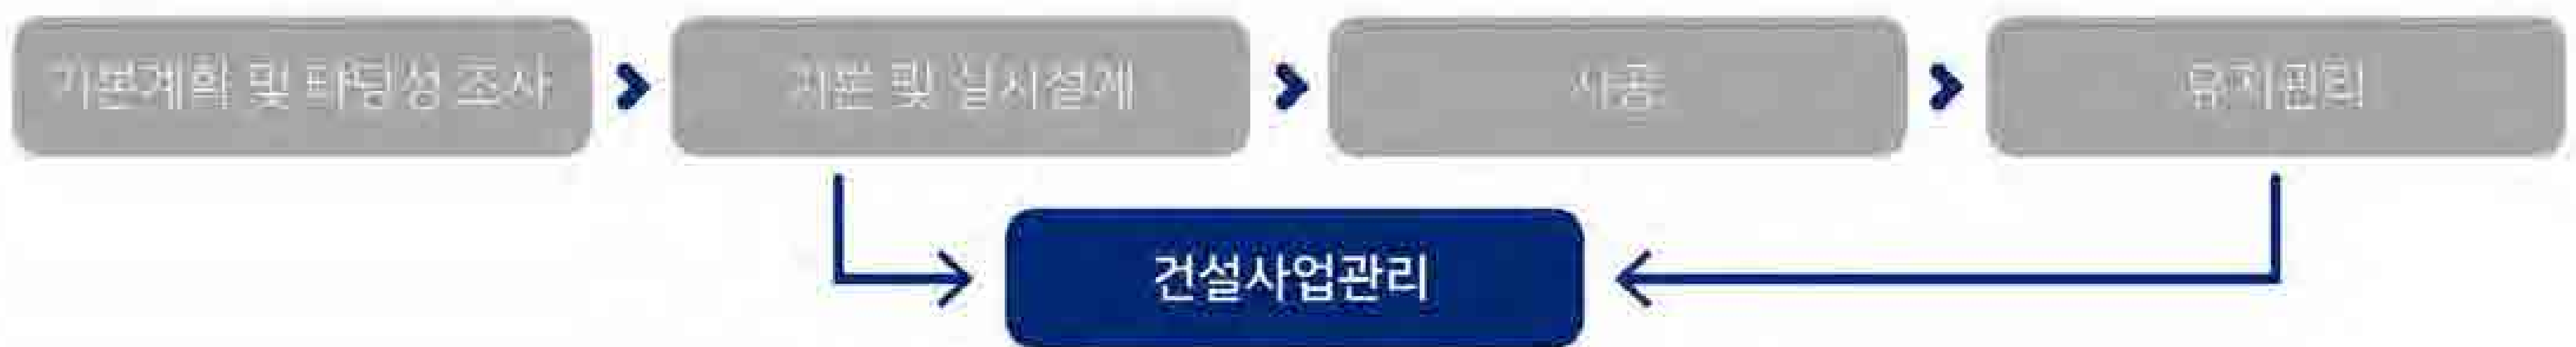 기본계획 및 타당성 조사
기본 및 실시설계
시공
유지관리
건설사업관리